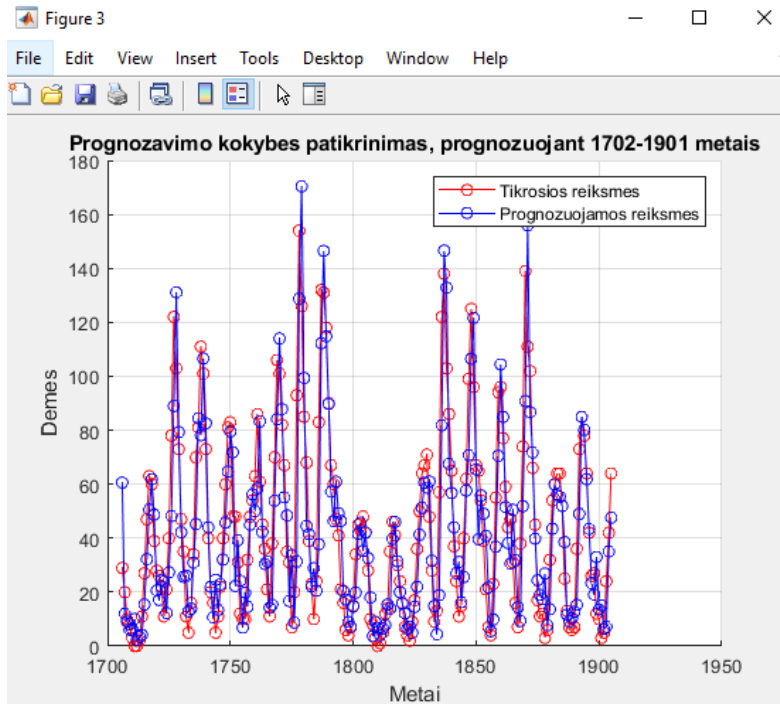 Figure 3
File Edit View Insert Tools Desktop Window Help
Prognozavimo kokybes patikrinimas, prognozuojant 1702-1901 metais
180
160
140
120
100
80
60
40
20
0
Demes
Tikrosios reiksmes
Prognozuojamos reiksmes
1700 1750 1800 1850 1900 1950
Metai